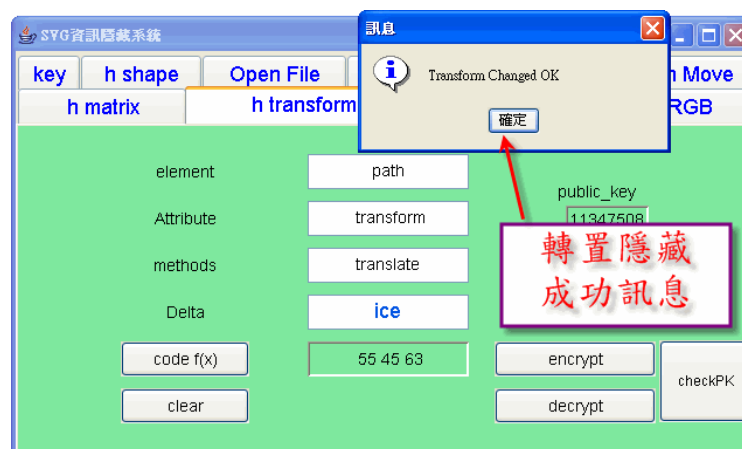 SVG資訊隱藏系統
訊息
Transform Changed OK
確定
key
h shape
Open File
Move
h matrix
h transform
RGB
element
path
public_key
11347508
Attribute
transform
轉置隱藏
成功訊息
methods
translate
Delta
ice
code f(x)
55 45 63
encrypt
checkPK
clear
decrypt